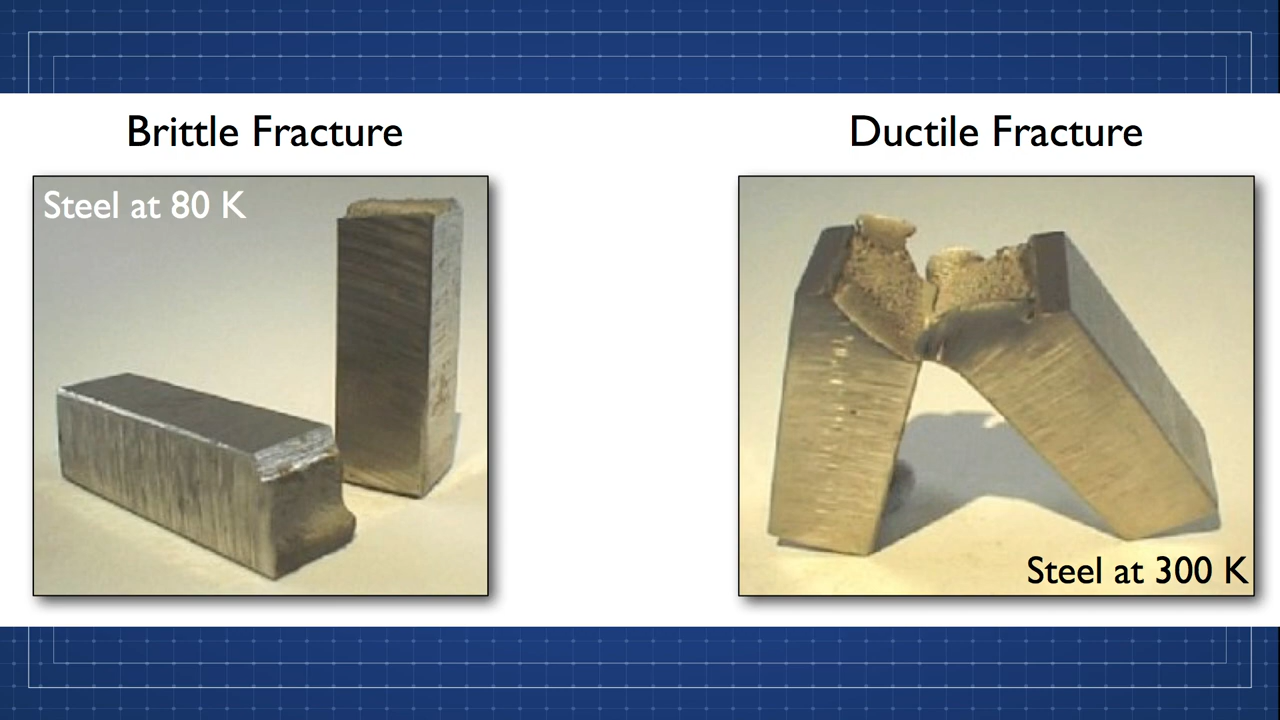 Brittle Fracture
Ductile Fracture
Steel at 80 K
Steel at 300 K